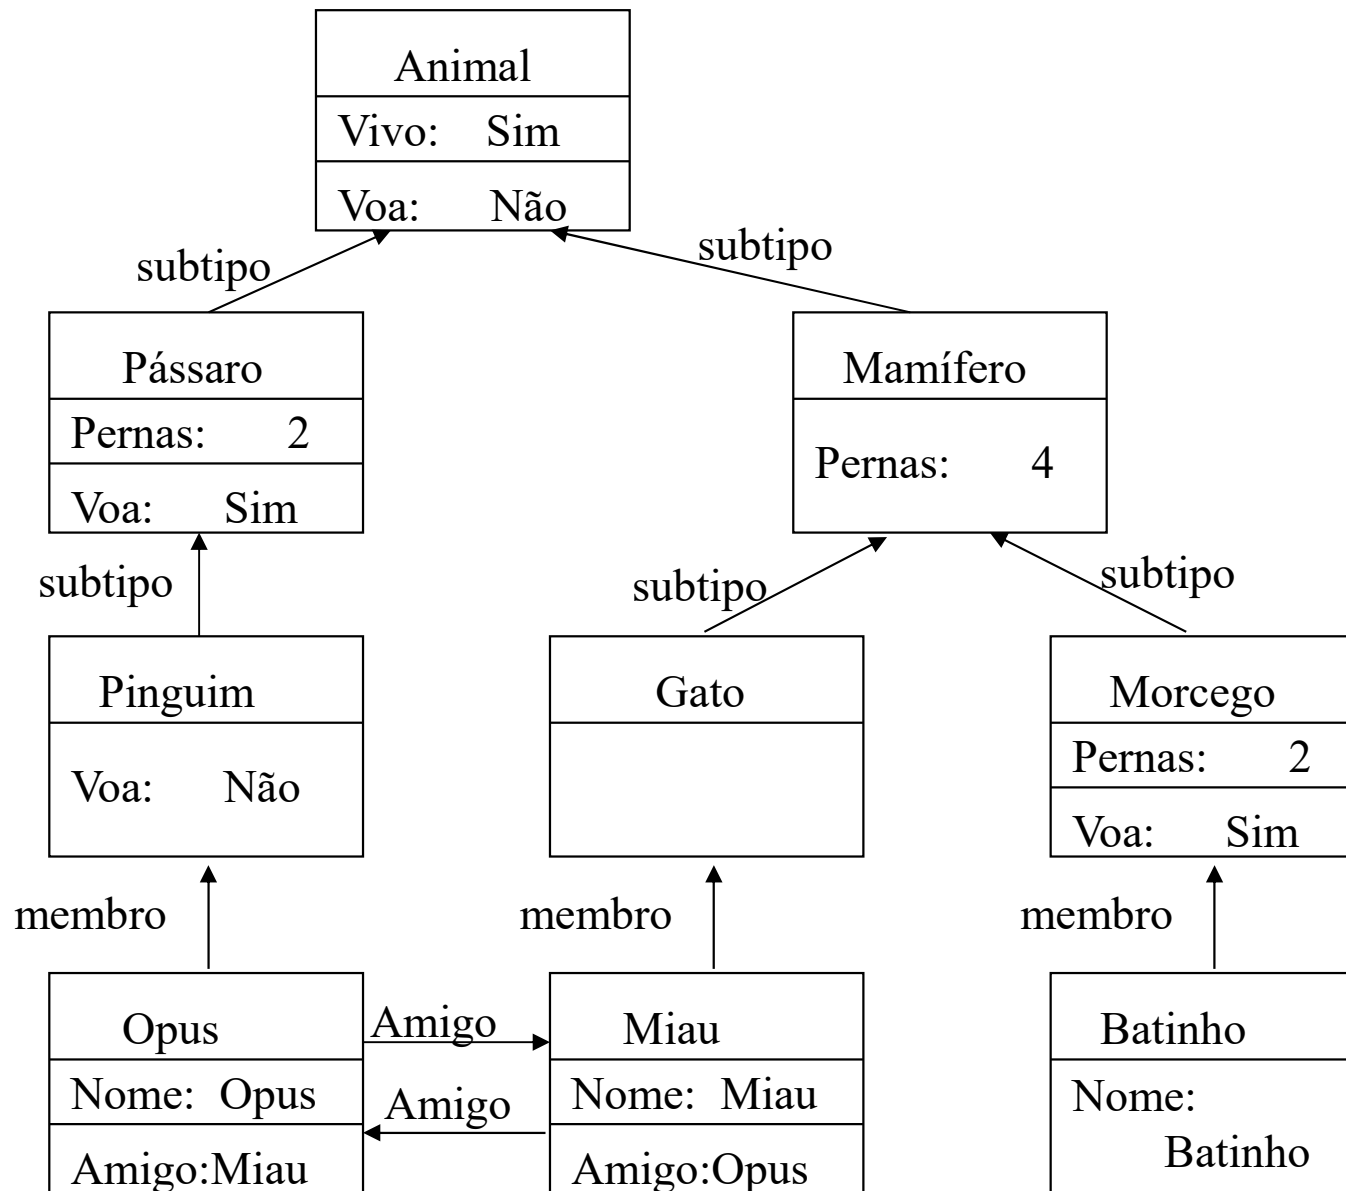 Animal
Vivo: Sim
Voa: Não
subtipo
subtipo
Pássaro
Pernas: 2
Voa: Sim
Mamífero
Pernas: 4
subtipo
subtipo
subtipo
Pinguim
Voa: Não
Gato
Morcego
Pernas: 2
Voa: Sim
membro
membro
membro
Opus
Nome: Opus
Amigo:Miau
Amigo
Amigo
Miau
Nome: Miau
Amigo:Opus
Batinho
Nome:
Batinho